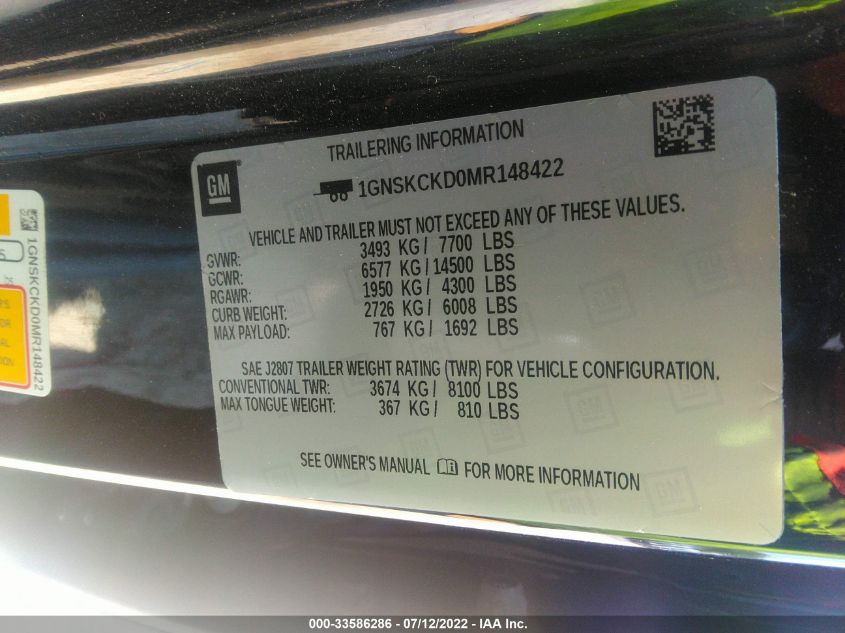 TRAILERING INFORMATION
GM
1GNSKCKD0MR148422
VEHICLE AND TRAILER MUST NOT EXCEED ANY OF THESE VALUES.
GVWR: 3493 KG / 7700 LBS
GCWR: 6577 KG / 14500 LBS
RGAWR: 1950 KG / 4300 LBS
CURB WEIGHT: 2726 KG / 6008 LBS
MAX PAYLOAD: 767 KG / 1692 LBS
SAE J2807 TRAILER WEIGHT RATING (TWR) FOR VEHICLE CONFIGURATION.
CONVENTIONAL TWR: 3674 KG / 8100 LBS
MAX TONGUE WEIGHT: 367 KG / 810 LBS
SEE OWNER'S MANUAL FOR MORE INFORMATION
1GNSKCKD0MR148422
000-33586286 - 07/12/2022 - IAA Inc.